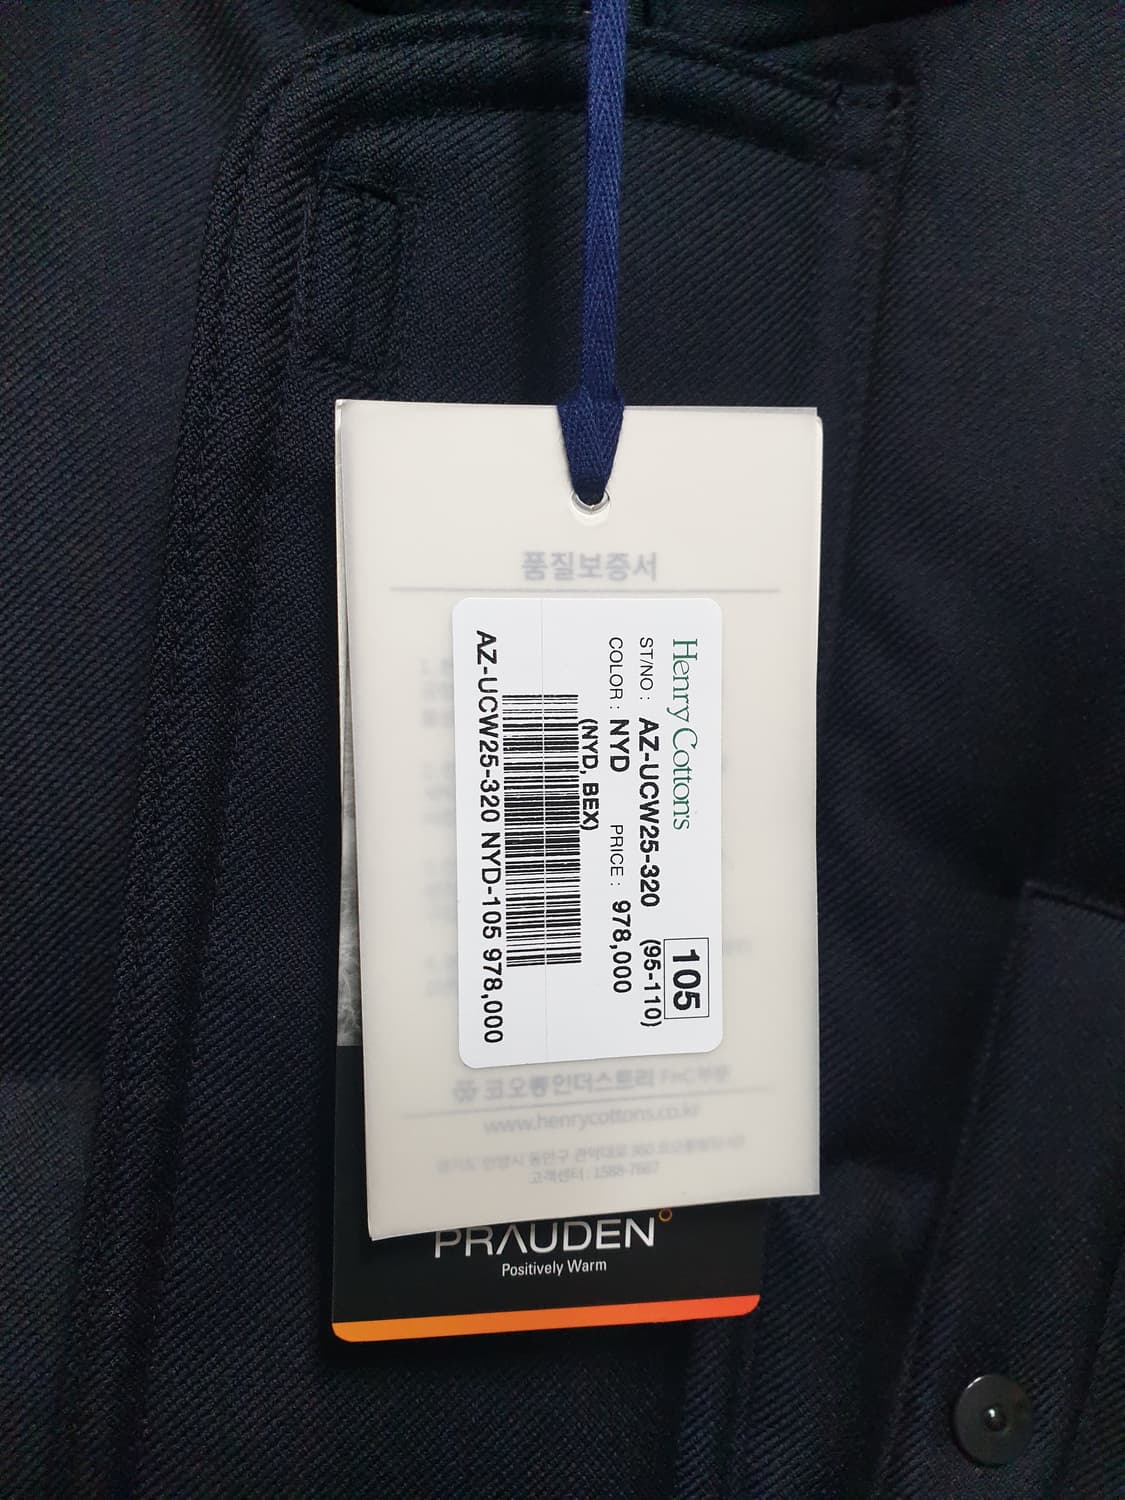 품질보증서
Henry Cotton's
105
ST/NO : AZ-UCW25-320 (95-110)
COLOR : NYD PRICE : 978,000
(NYD, BEX)
AZ-UCW25-320 NYD-105 978,000
코오롱인더스트리 FnC부문
www.henrycottons.co.kr
고객센터 : 1588-7667
PRAUDEN
Positively Warm